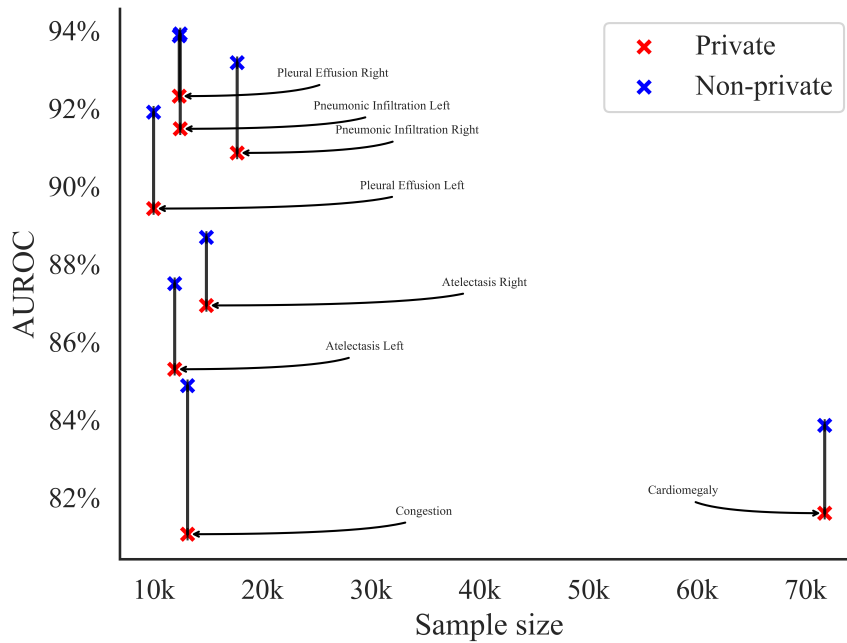 94%
92%
90%
88%
86%
84%
82%
AUROC
Private
Non-private
Pleural Effusion Right
Pneumonic Infiltration Left
Pneumonic Infiltration Right
Pleural Effusion Left
Atelectasis Right
Atelectasis Left
Congestion
Cardiomegaly
10k 20k 30k 40k 50k 60k 70k
Sample size